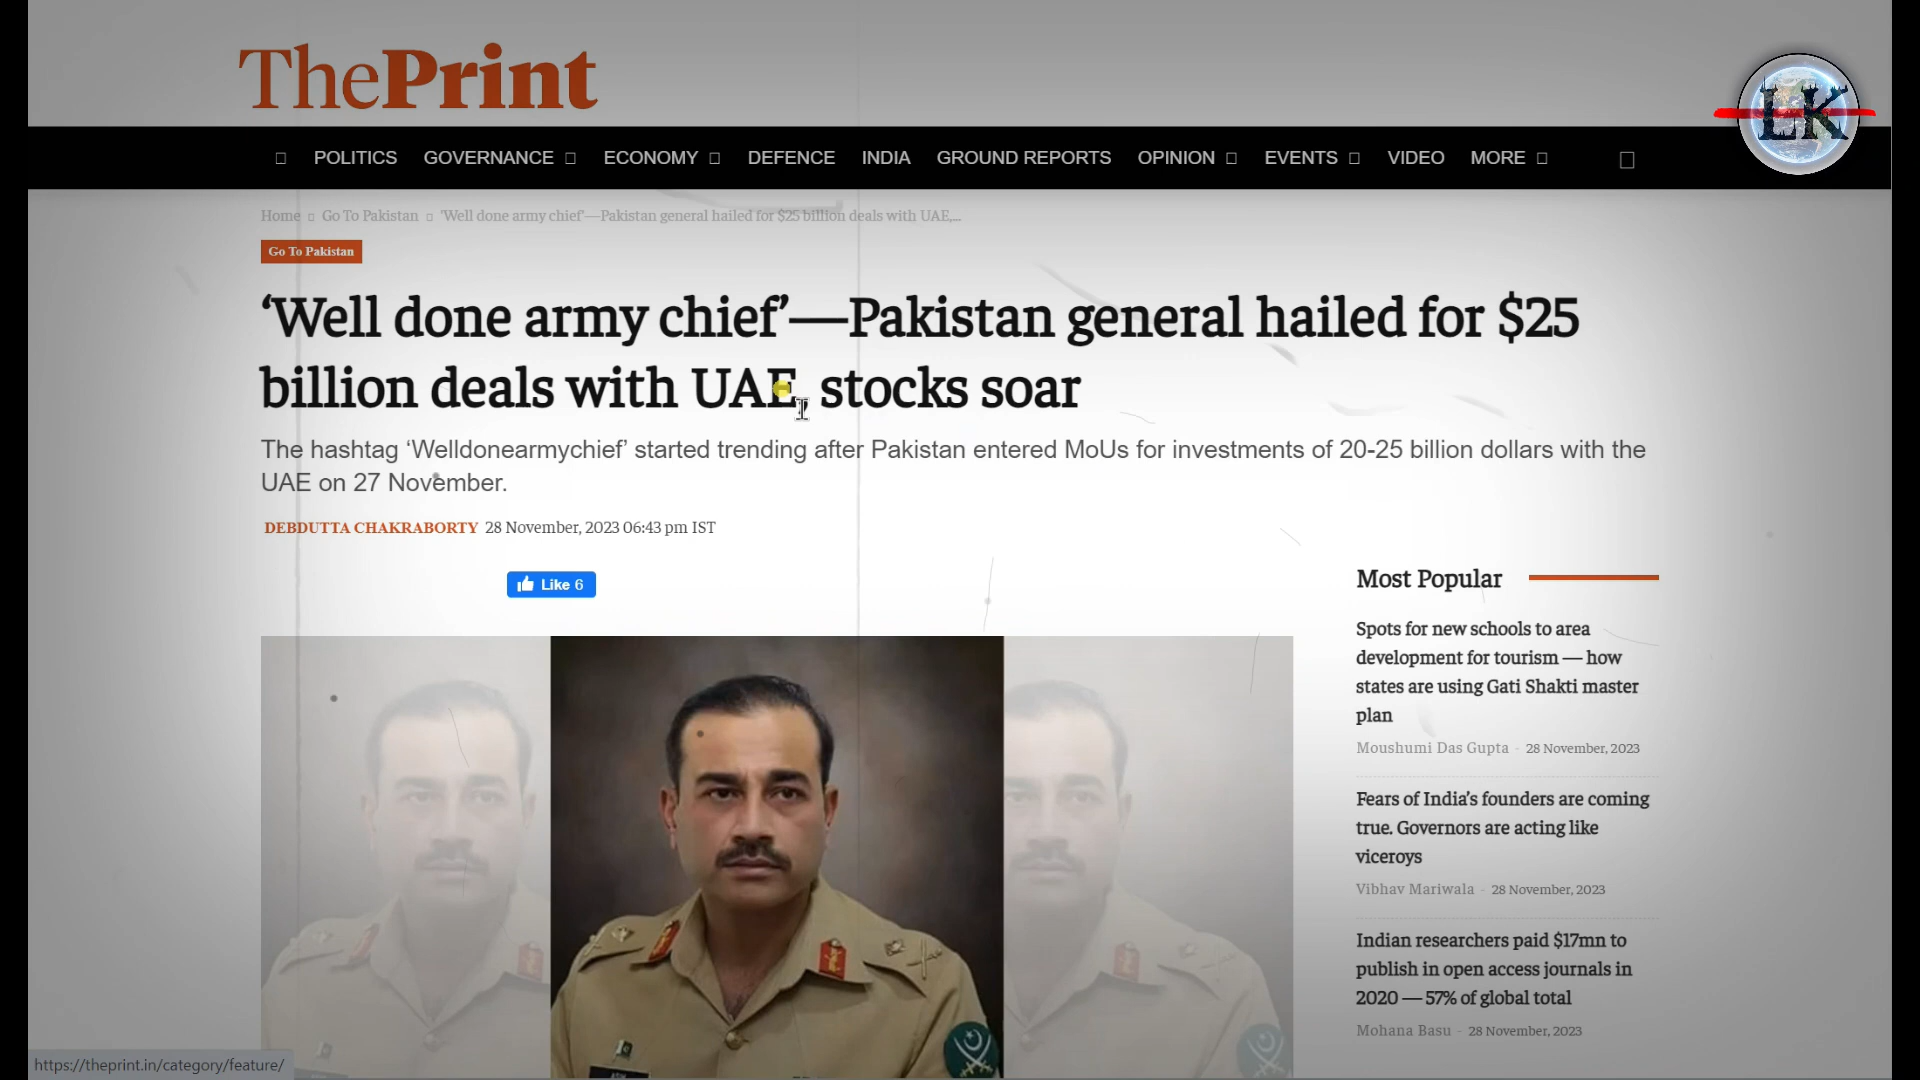 ThePrint
LK
POLITICS GOVERNANCE ECONOMY DEFENCE INDIA GROUND REPORTS OPINION EVENTS VIDEO MORE
Home Go To Pakistan 'Well done army chief'—Pakistan general hailed for $25 billion deals with UAE,...
Go To Pakistan
‘Well done army chief’—Pakistan general hailed for $25
billion deals with UAE, stocks soar
The hashtag ‘Welldonearmychief’ started trending after Pakistan entered MoUs for investments of 20-25 billion dollars with the
UAE on 27 November.
DEBDUTTA CHAKRABORTY 28 November, 2023 06:43 pm IST
Like 6
Most Popular
Spots for new schools to area
development for tourism — how
states are using Gati Shakti master
plan
Moushumi Das Gupta - 28 November, 2023
Fears of India’s founders are coming
true. Governors are acting like
viceroys
Vibhav Mariwala - 28 November, 2023
Indian researchers paid $17mn to
publish in open access journals in
2020 — 57% of global total
Mohana Basu - 28 November, 2023
https://theprint.in/category/feature/